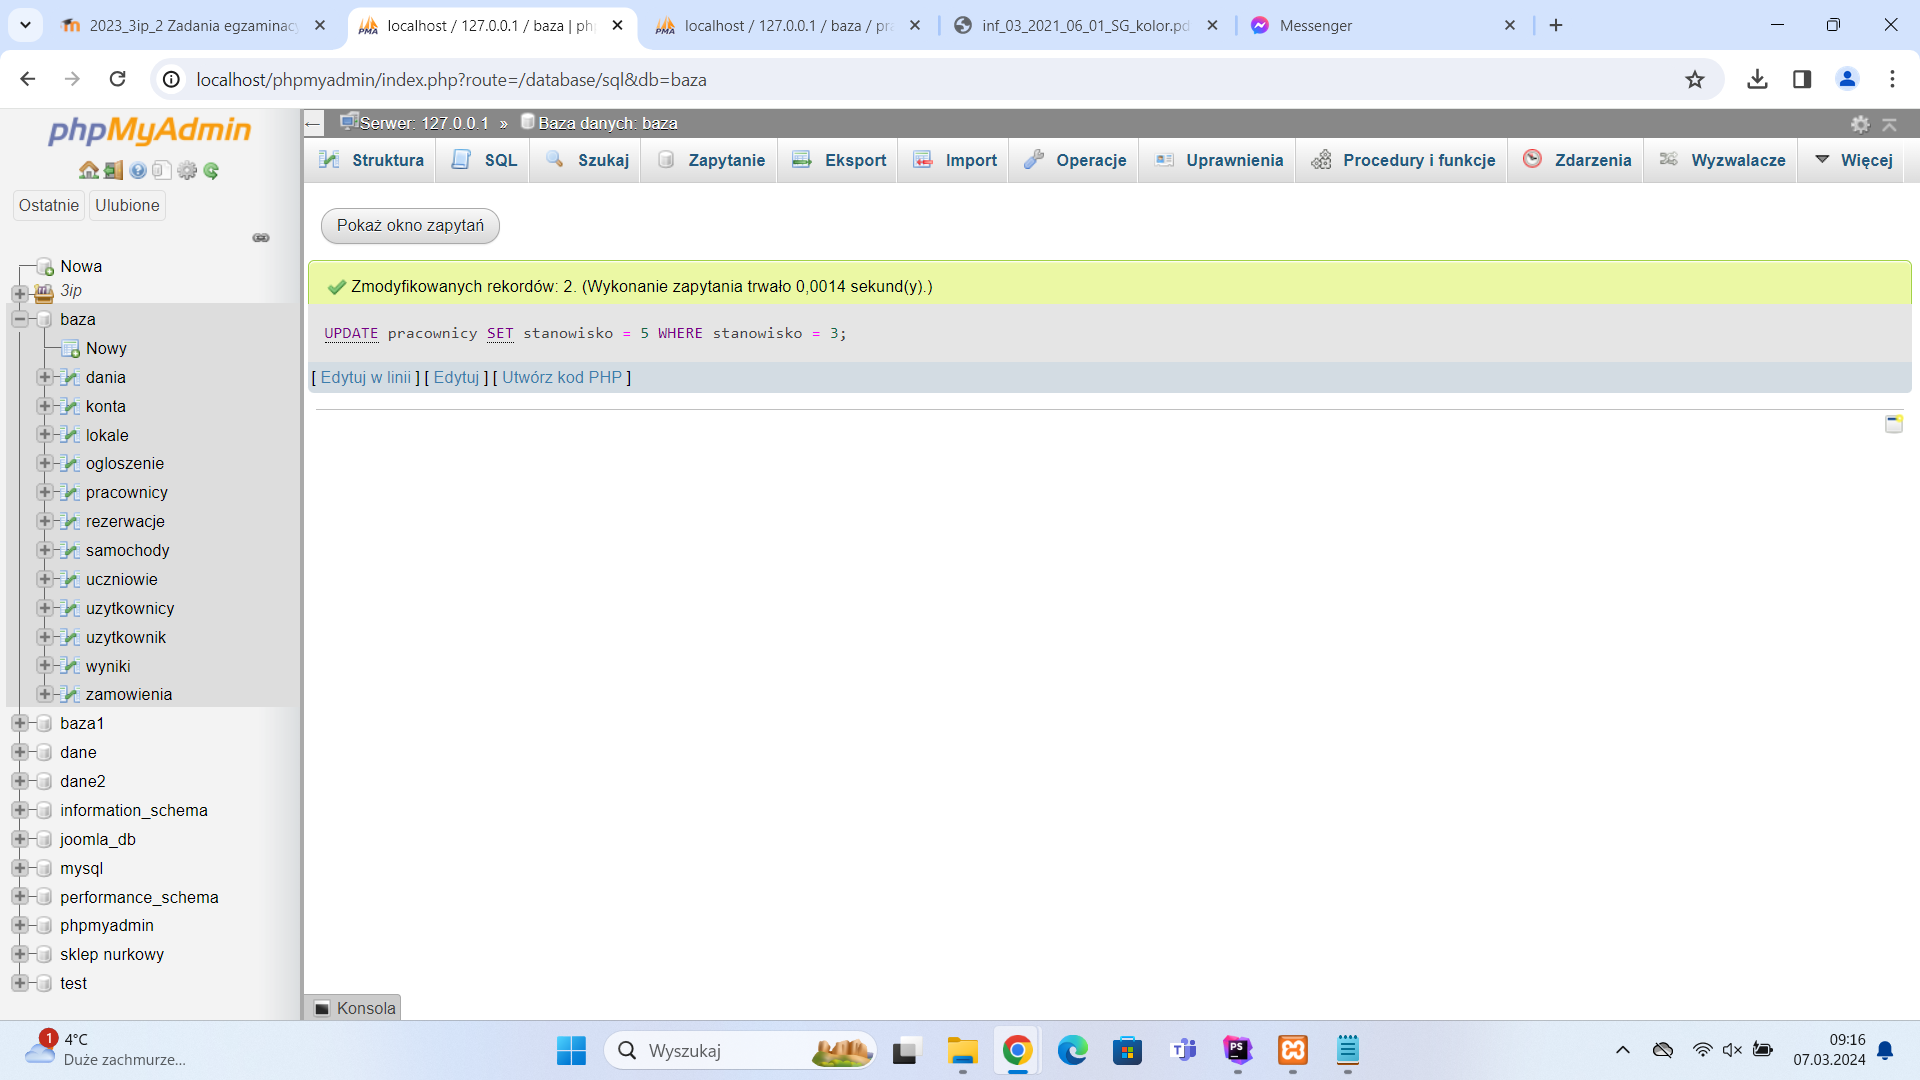 2023_3ip_2 Zadania egzaminac
localhost / 127.0.0.1 / baza | ph
localhost / 127.0.0.1 / baza / pra
inf_03_2021_06_01_SG_kolor.pd
Messenger
localhost/phpmyadmin/index.php?route=/database/sql&db=baza
phpMyAdmin
Ostatnie
Ulubione
Nowa
3ip
baza
Nowy
dania
konta
lokale
ogloszenie
pracownicy
rezerwacje
samochody
uczniowie
uzytkownicy
uzytkownik
wyniki
zamowienia
baza1
dane
dane2
information_schema
joomla_db
mysql
performance_schema
phpmyadmin
sklep nurkowy
test
Serwer: 127.0.0.1 » Baza danych: baza
Struktura
SQL
Szukaj
Zapytanie
Eksport
Import
Operacje
Uprawnienia
Procedury i funkcje
Zdarzenia
Wyzwalacze
Więcej
Pokaż okno zapytań
Zmodyfikowanych rekordów: 2. (Wykonanie zapytania trwało 0,0014 sekund(y).)
UPDATE pracownicy SET stanowisko = 5 WHERE stanowisko = 3;
[ Edytuj w linii ] [ Edytuj ] [ Utwórz kod PHP ]
Konsola
1
4°C
Duże zachmurze...
Wyszukaj
09:16
07.03.2024